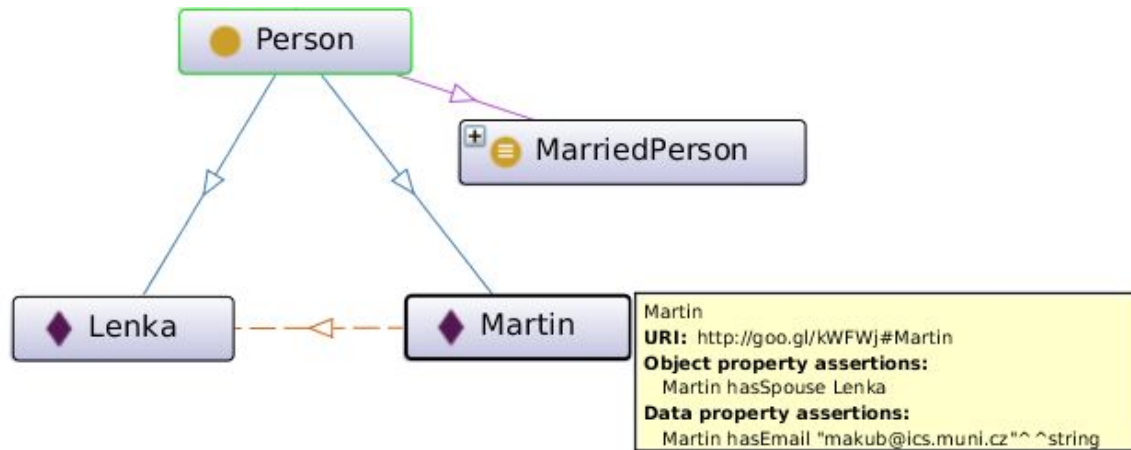 Person
MarriedPerson
Lenka
Martin
Martin
URI: http://goo.gl/kWFWj#Martin
Object property assertions:
Martin hasSpouse Lenka
Data property assertions:
Martin hasEmail "makub@ics.muni.cz"^^string